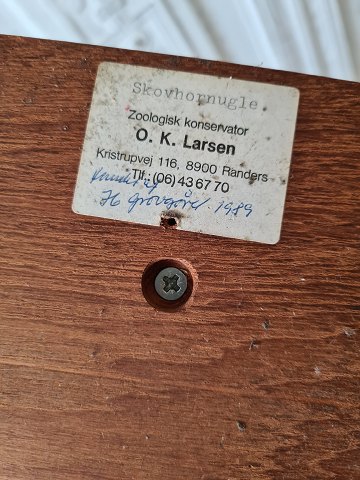 Skovhornugle.
Zoologisk konservator
O. K. Larsen
Kristrupvej 116, 8900 Randers
Tlf.: (06) 43 67 70
1989